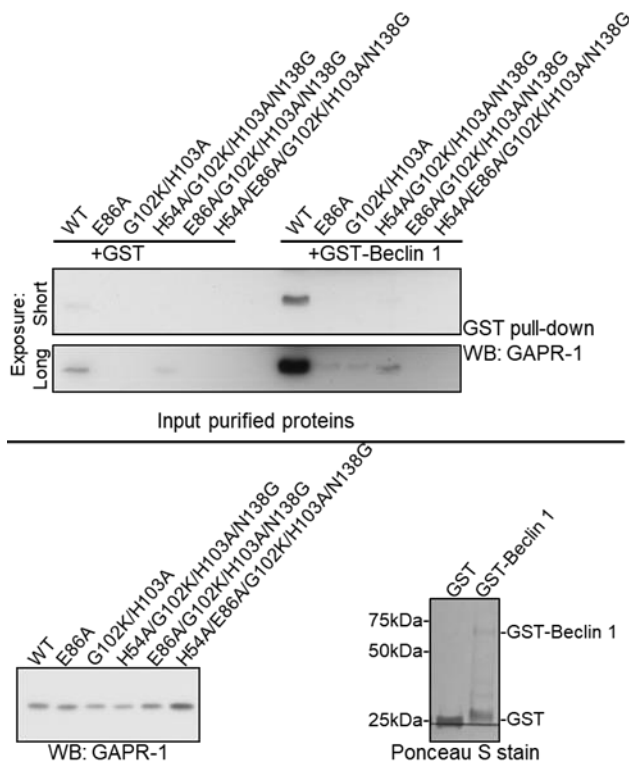 WT
E86A
G102K/H103A
H54A/G102K/H103A/N138G
E86A/G102K/H103A/N138G
H54A/E86A/G102K/H103A/N138G
WT
E86A
G102K/H103A
H54A/G102K/H103A/N138G
E86A/G102K/H103A/N138G
H54A/E86A/G102K/H103A/N138G
+GST
+GST-Beclin 1
Exposure:
Short
Long
GST pull-down
WB: GAPR-1
Input purified proteins
WT
E86A
G102K/H103A
H54A/G102K/H103A/N138G
E86A/G102K/H103A/N138G
H54A/E86A/G102K/H103A/N138G
WB: GAPR-1
GST
GST-Beclin 1
75kDa-
50kDa-
25kDa-
-GST-Beclin 1
-GST
Ponceau S stain